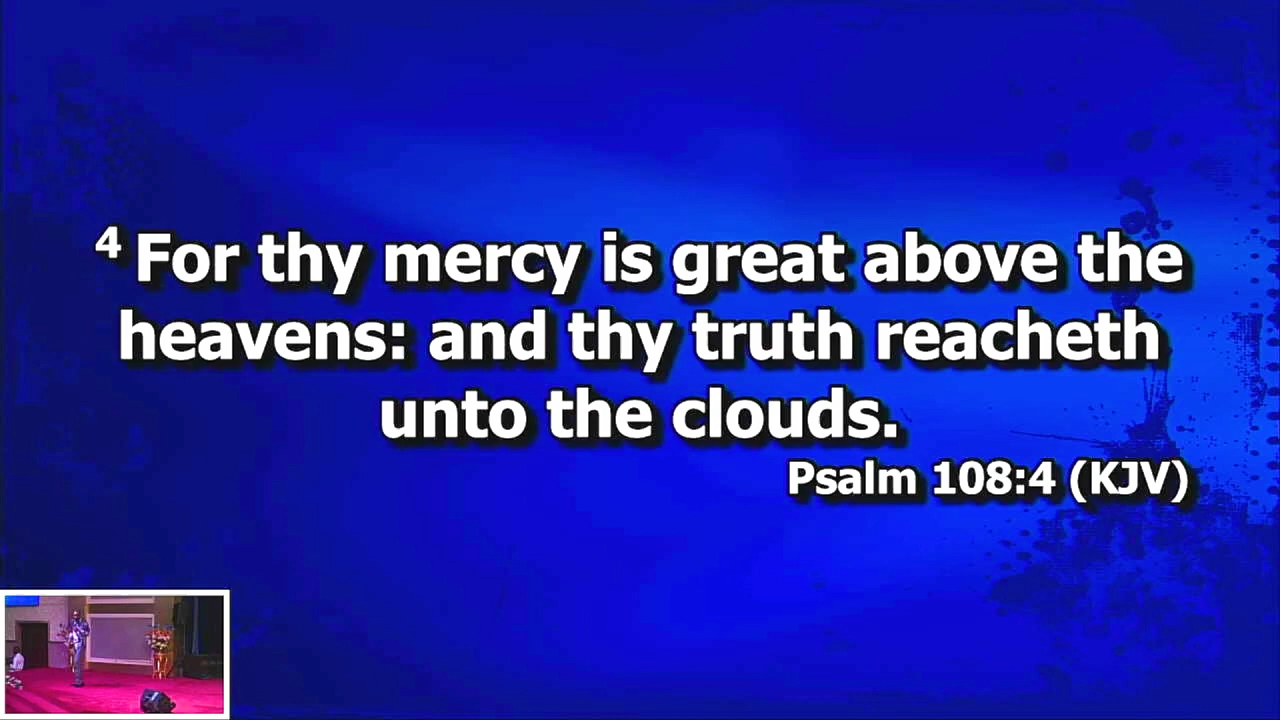 4 For thy mercy is great above the
heavens: and thy truth reacheth
unto the clouds.
Psalm 108:4 (KJV)